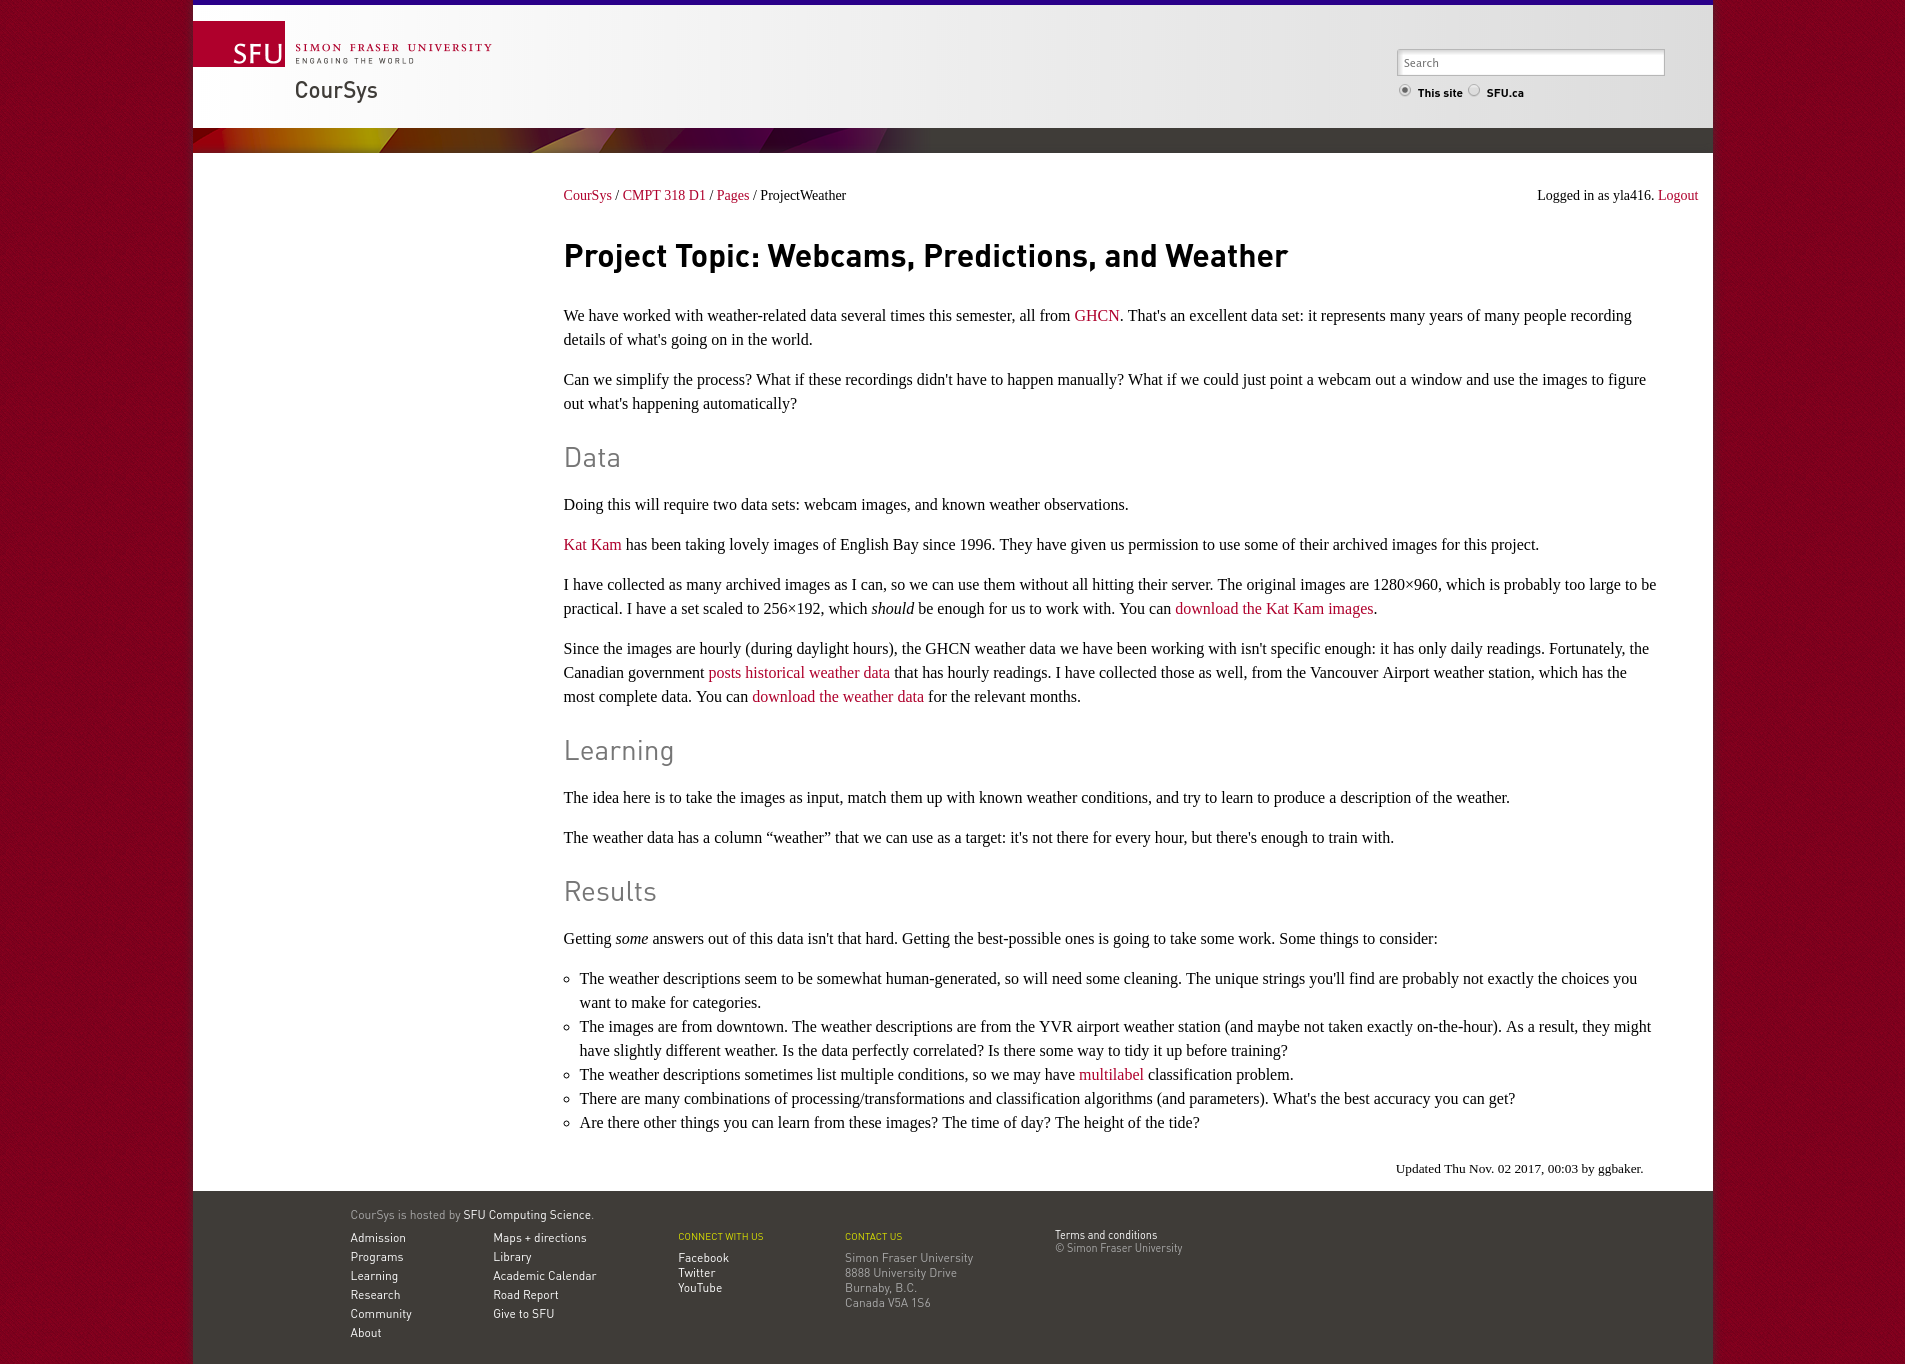 SFU SIMON FRASER UNIVERSITY
ENGAGING THE WORLD
CourSys
Search
This site SFU.ca
CourSys / CMPT 318 D1 / Pages / ProjectWeather
Logged in as yla416. Logout
Project Topic: Webcams, Predictions, and Weather
We have worked with weather-related data several times this semester, all from GHCN. That's an excellent data set: it represents many years of many people recording
details of what's going on in the world.
Can we simplify the process? What if these recordings didn't have to happen manually? What if we could just point a webcam out a window and use the images to figure
out what's happening automatically?
Data
Doing this will require two data sets: webcam images, and known weather observations.
Kat Kam has been taking lovely images of English Bay since 1996. They have given us permission to use some of their archived images for this project.
I have collected as many archived images as I can, so we can use them without all hitting their server. The original images are 1280×960, which is probably too large to be
practical. I have a set scaled to 256×192, which should be enough for us to work with. You can download the Kat Kam images.
Since the images are hourly (during daylight hours), the GHCN weather data we have been working with isn't specific enough: it has only daily readings. Fortunately, the
Canadian government posts historical weather data that has hourly readings. I have collected those as well, from the Vancouver Airport weather station, which has the
most complete data. You can download the weather data for the relevant months.
Learning
The idea here is to take the images as input, match them up with known weather conditions, and try to learn to produce a description of the weather.
The weather data has a column “weather” that we can use as a target: it's not there for every hour, but there's enough to train with.
Results
Getting some answers out of this data isn't that hard. Getting the best-possible ones is going to take some work. Some things to consider:
The weather descriptions seem to be somewhat human-generated, so will need some cleaning. The unique strings you'll find are probably not exactly the choices you
want to make for categories.
The images are from downtown. The weather descriptions are from the YVR airport weather station (and maybe not taken exactly on-the-hour). As a result, they might
have slightly different weather. Is the data perfectly correlated? Is there some way to tidy it up before training?
The weather descriptions sometimes list multiple conditions, so we may have multilabel classification problem.
There are many combinations of processing/transformations and classification algorithms (and parameters). What's the best accuracy you can get?
Are there other things you can learn from these images? The time of day? The height of the tide?
Updated Thu Nov. 02 2017, 00:03 by ggbaker.
CourSys is hosted by SFU Computing Science.
Admission
Programs
Learning
Research
Community
About
Maps + directions
Library
Academic Calendar
Road Report
Give to SFU
CONNECT WITH US
Facebook
Twitter
YouTube
CONTACT US
Simon Fraser University
8888 University Drive
Burnaby, B.C.
Canada V5A 1S6
Terms and conditions
© Simon Fraser University